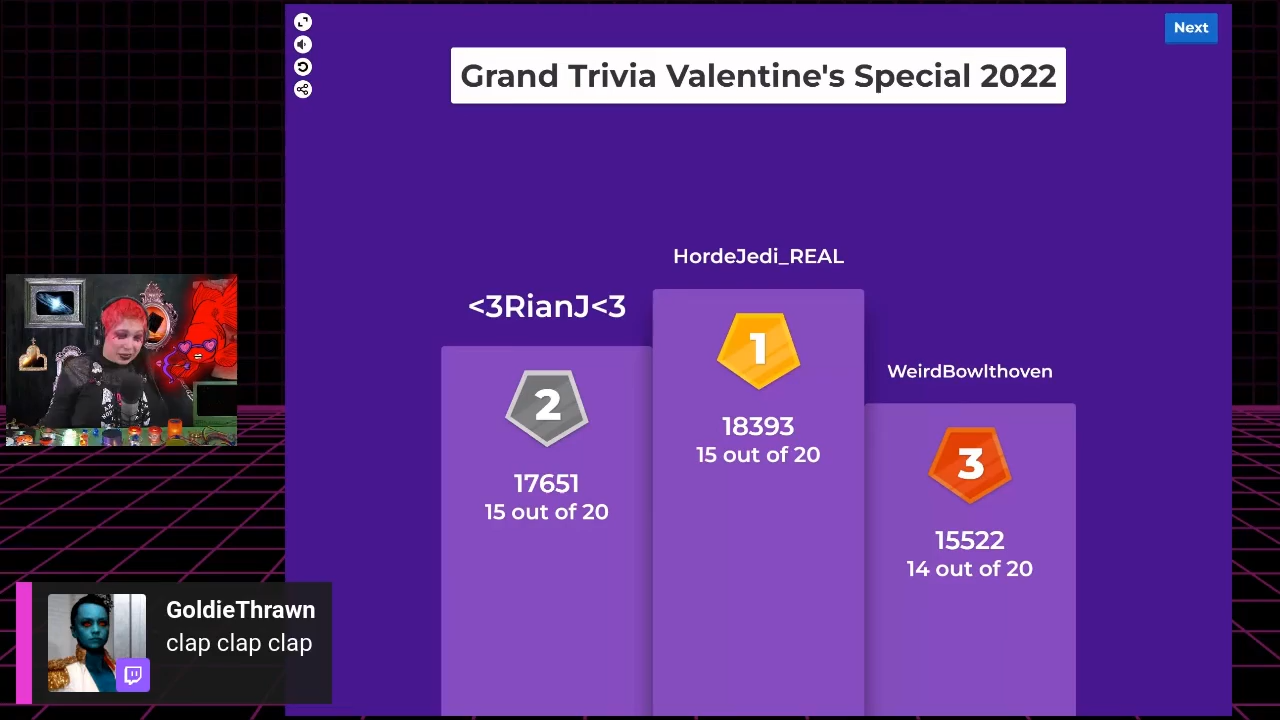 Next
Grand Trivia Valentine's Special 2022
HordeJedi_REAL
<3RianJ<3
WeirdBowlthoven
1
18393
15 out of 20
2
17651
15 out of 20
3
15522
14 out of 20
GoldieThrawn
clap clap clap